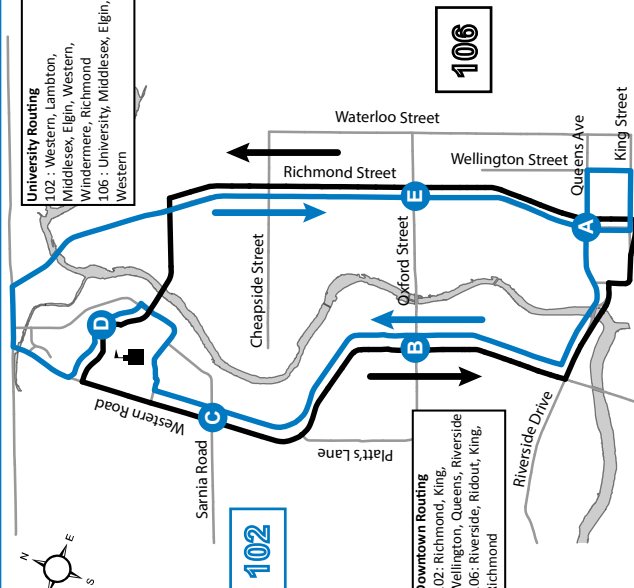 University Routing
102 : Western, Lambton,
Middlesex, Elgin, Western,
Windermere, Richmond
106 : University, Middlesex, Elgin,
Western
106
Waterloo Street
Wellington Street
Queens Ave
King Street
Richmond Street
Cheapside Street
Oxford Street
A
B
C
D
E
Western Road
Sarnia Road
Platt's Lane
Riverside Drive
102
N
E
S
Downtown Routing
102: Richmond, King,
Wellington, Queens, Riverside
106: Riverside, Ridout, King,
Richmond